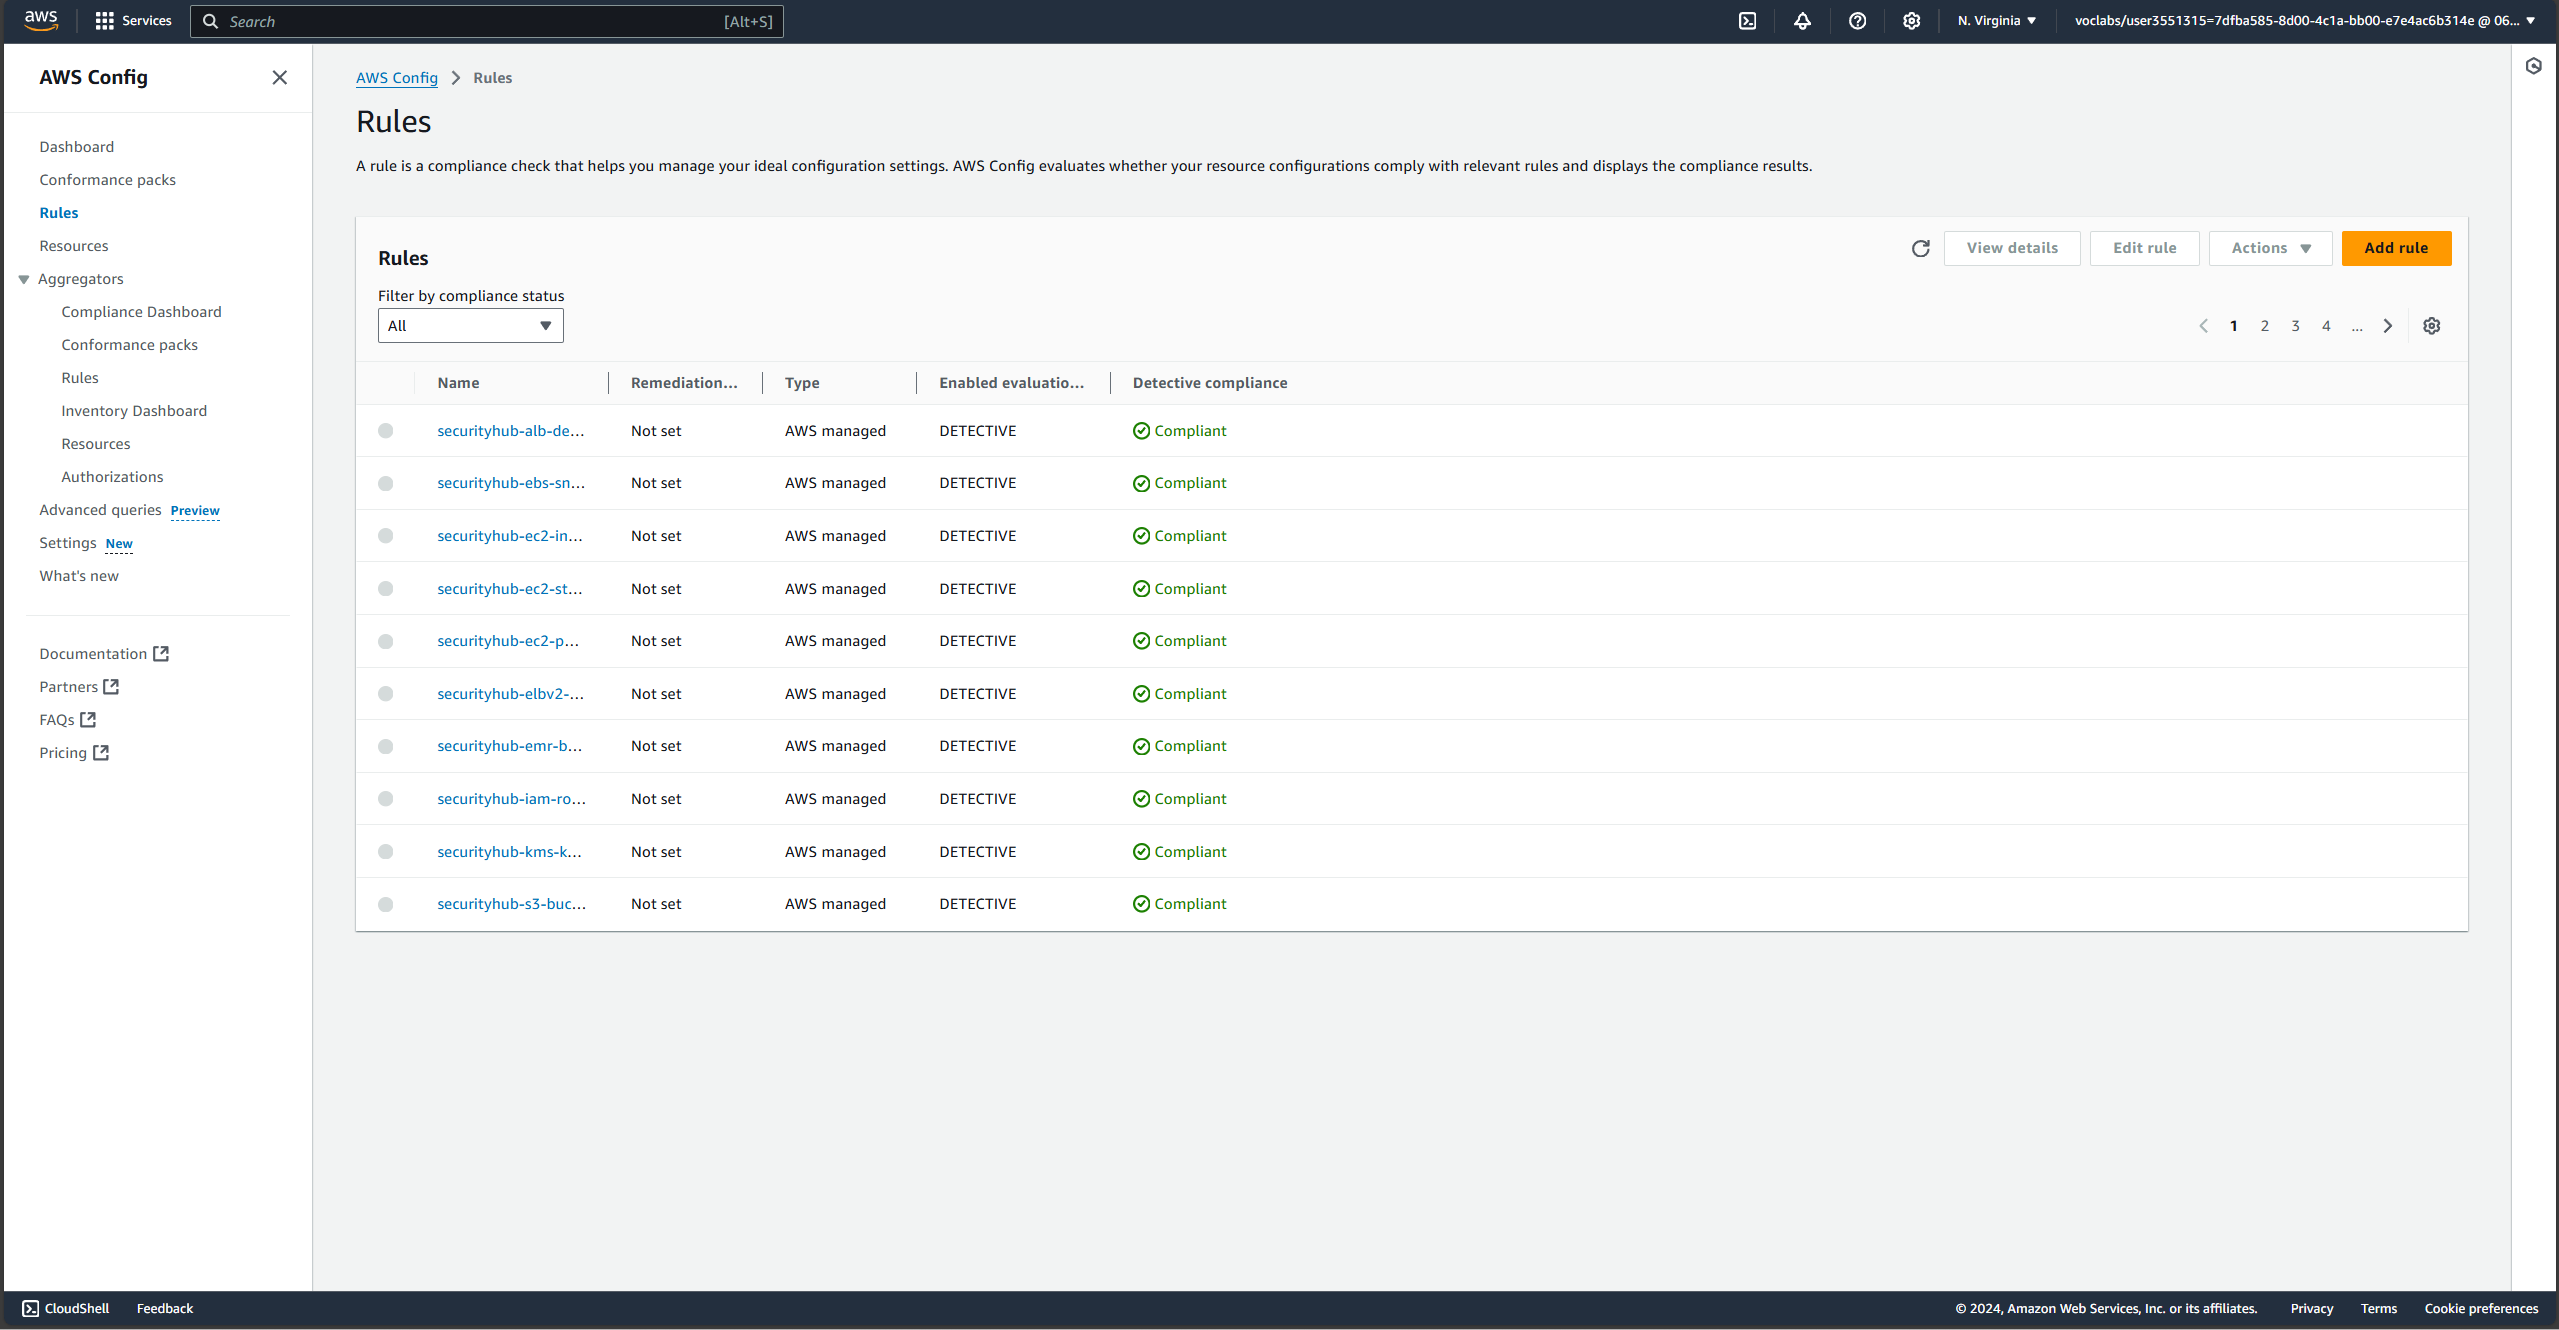 aws Services Search [Alt+S] N. Virginia voclabs/user3551315=7dfba585-8d00-4c1a-bb00-e7e4ac6b314e @ 06...
AWS Config
Dashboard
Conformance packs
Rules
Resources
Aggregators
Compliance Dashboard
Conformance packs
Rules
Inventory Dashboard
Resources
Authorizations
Advanced queries Preview
Settings New
What's new
Documentation
Partners
FAQs
Pricing
AWS Config > Rules
Rules
A rule is a compliance check that helps you manage your ideal configuration settings. AWS Config evaluates whether your resource configurations comply with relevant rules and displays the compliance results.
Rules
View details Edit rule Actions Add rule
Filter by compliance status
All
1 2 3 4 ...
Name Remediation... Type Enabled evaluatio... Detective compliance
securityhub-alb-de... Not set AWS managed DETECTIVE Compliant
securityhub-ebs-sn... Not set AWS managed DETECTIVE Compliant
securityhub-ec2-in... Not set AWS managed DETECTIVE Compliant
securityhub-ec2-st... Not set AWS managed DETECTIVE Compliant
securityhub-ec2-p... Not set AWS managed DETECTIVE Compliant
securityhub-elbv2-... Not set AWS managed DETECTIVE Compliant
securityhub-emr-b... Not set AWS managed DETECTIVE Compliant
securityhub-iam-ro... Not set AWS managed DETECTIVE Compliant
securityhub-kms-k... Not set AWS managed DETECTIVE Compliant
securityhub-s3-buc... Not set AWS managed DETECTIVE Compliant
CloudShell Feedback © 2024, Amazon Web Services, Inc. or its affiliates. Privacy Terms Cookie preferences